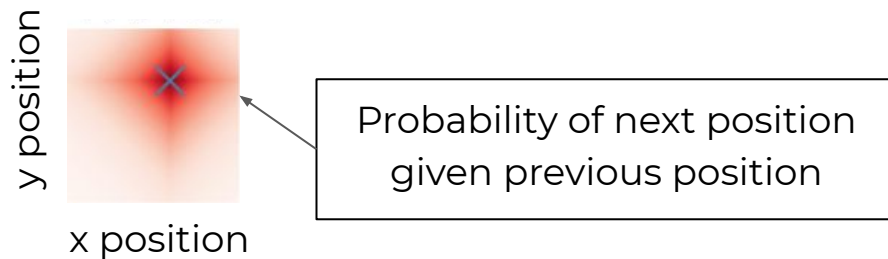 y position
x position
Probability of next position
given previous position